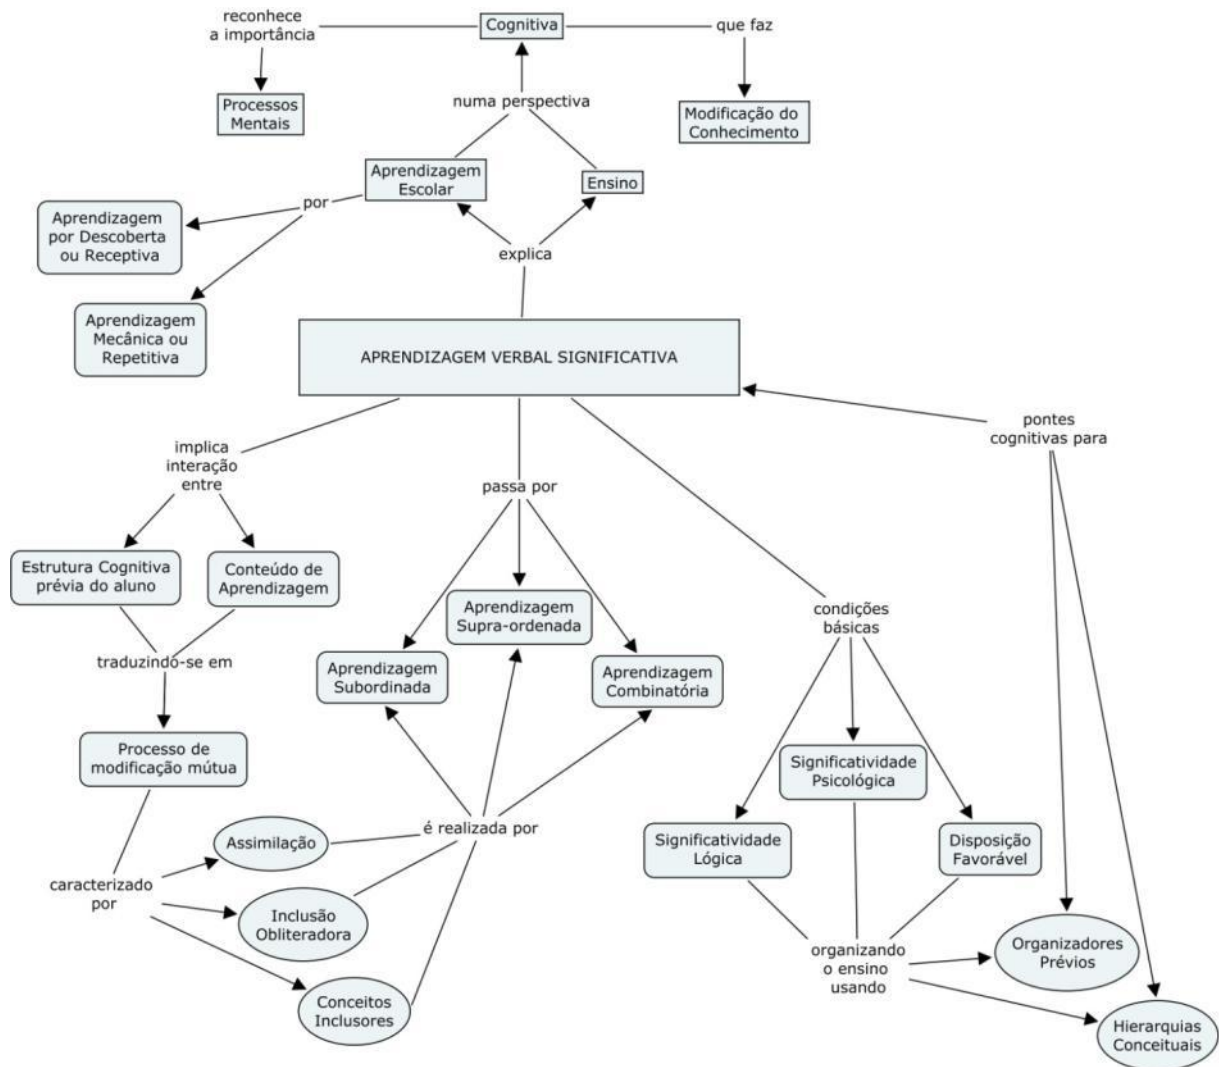 reconhece
a importância
Cognitiva
que faz
Processos
Mentais
numa perspectiva
Modificação do
Conhecimento
Aprendizagem
Escolar
Ensino
por
Aprendizagem
por Descoberta
ou Receptiva
explica
Aprendizagem
Mecânica ou
Repetitiva
APRENDIZAGEM VERBAL SIGNIFICATIVA
pontes
cognitivas para
implica
interação
entre
passa por
Estrutura Cognitiva
prévia do aluno
Conteúdo de
Aprendizagem
Aprendizagem
Supra-ordenada
condições
básicas
traduzindo-se em
Aprendizagem
Subordinada
Aprendizagem
Combinatória
Processo de
modificação mútua
Significatividade
Psicológica
é realizada por
Assimilação
Significatividade
Lógica
Disposição
Favorável
caracterizado
por
Inclusão
Obliteradora
organizando
o ensino
usando
Organizadores
Prévios
Conceitos
Inclusores
Hierarquias
Conceituais